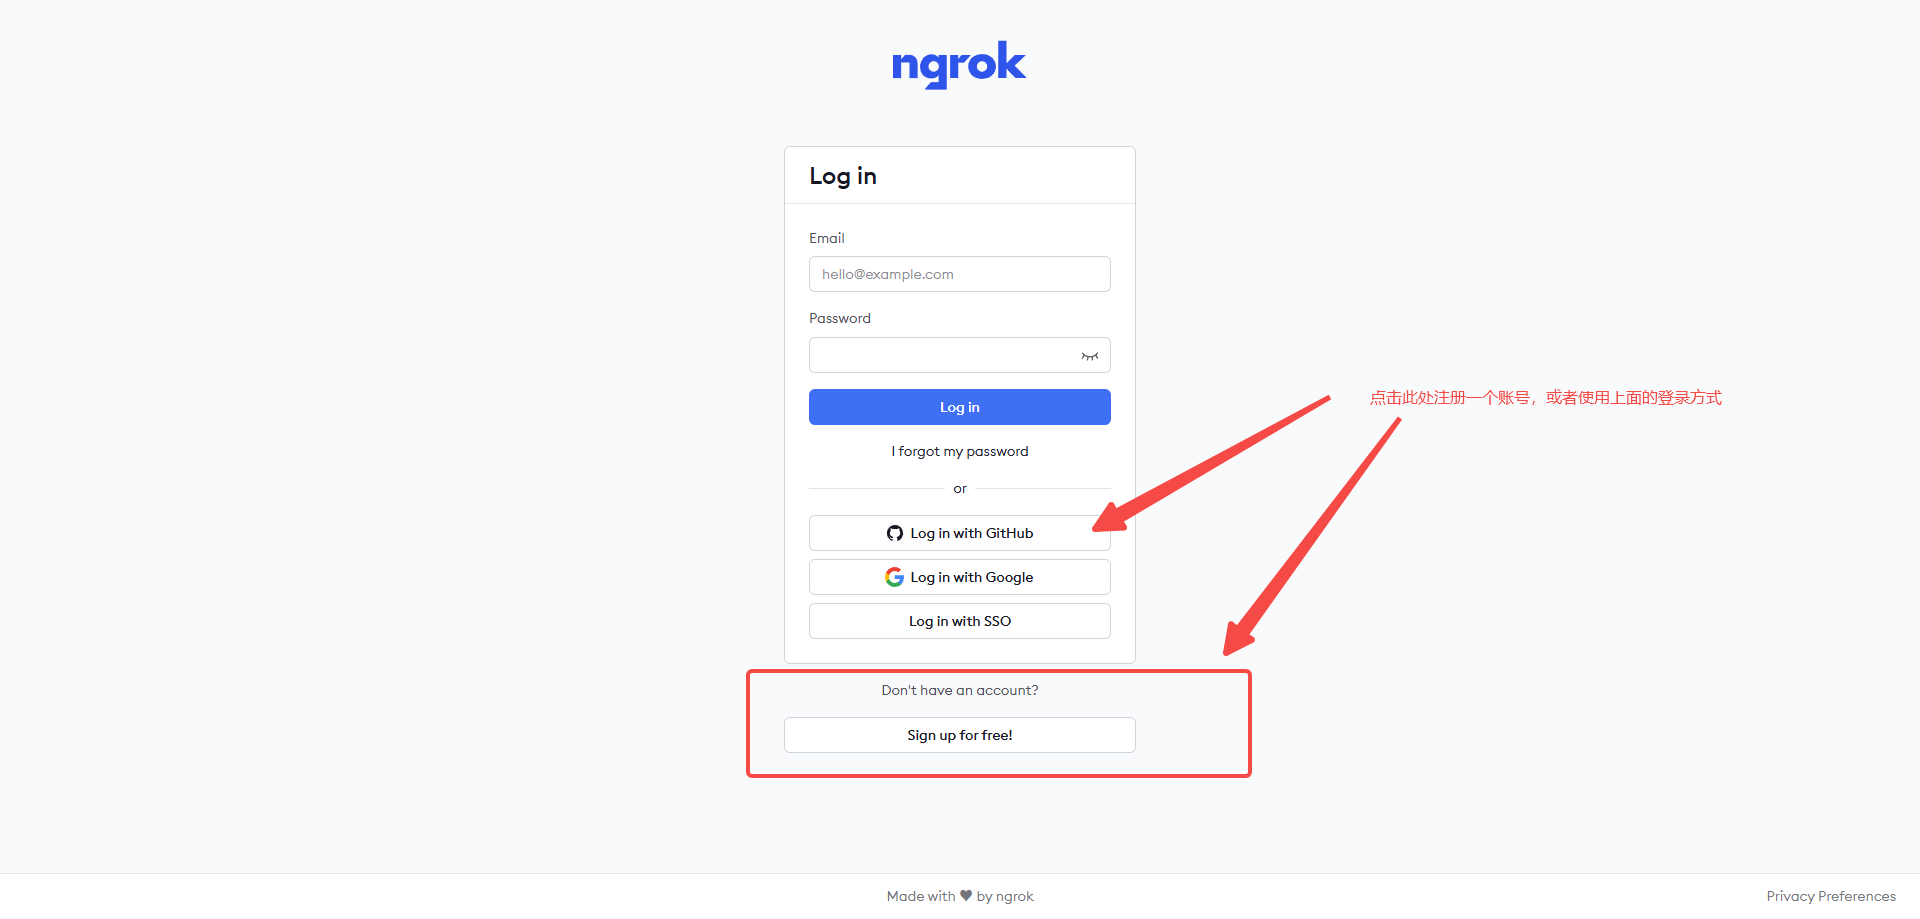 ngrok
Log in
Email
hello@example.com
Password
Log in
I forgot my password
or
Log in with GitHub
Log in with Google
Log in with SSO
点击此处注册一个账号，或者使用上面的登录方式
Don't have an account?
Sign up for free!
Made with ♥ by ngrok
Privacy Preferences